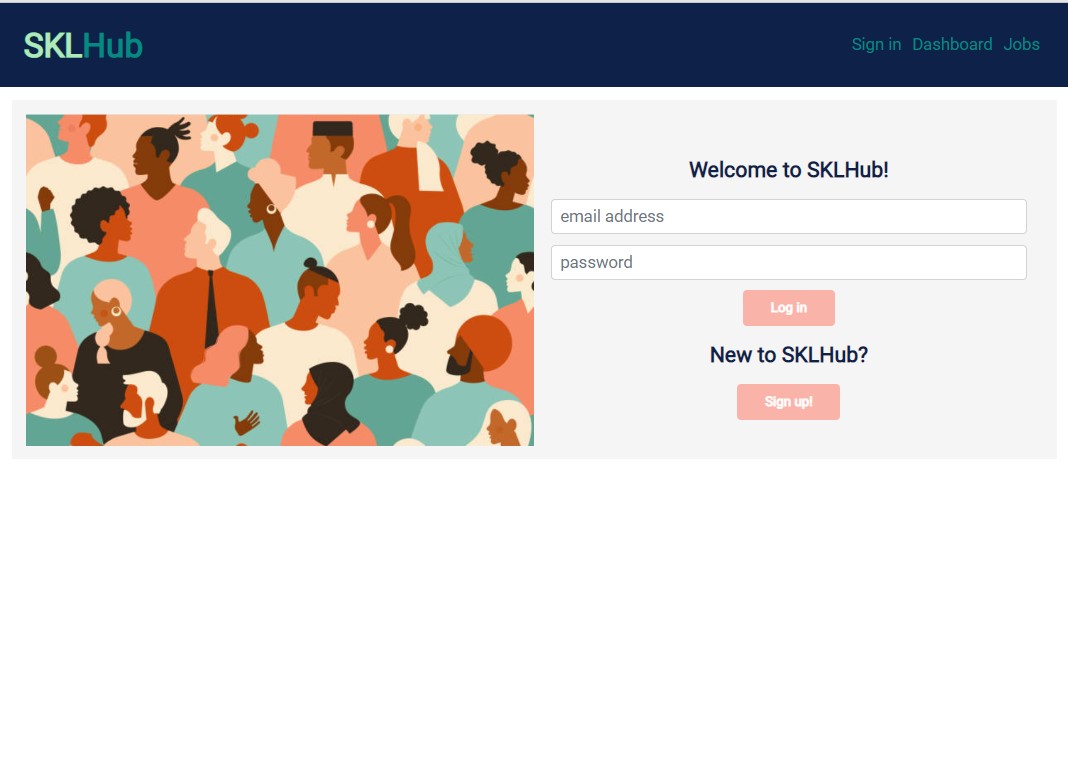 SKLHub
Sign in Dashboard Jobs
Welcome to SKLHub!
email address
password
Log in
New to SKLHub?
Sign up!